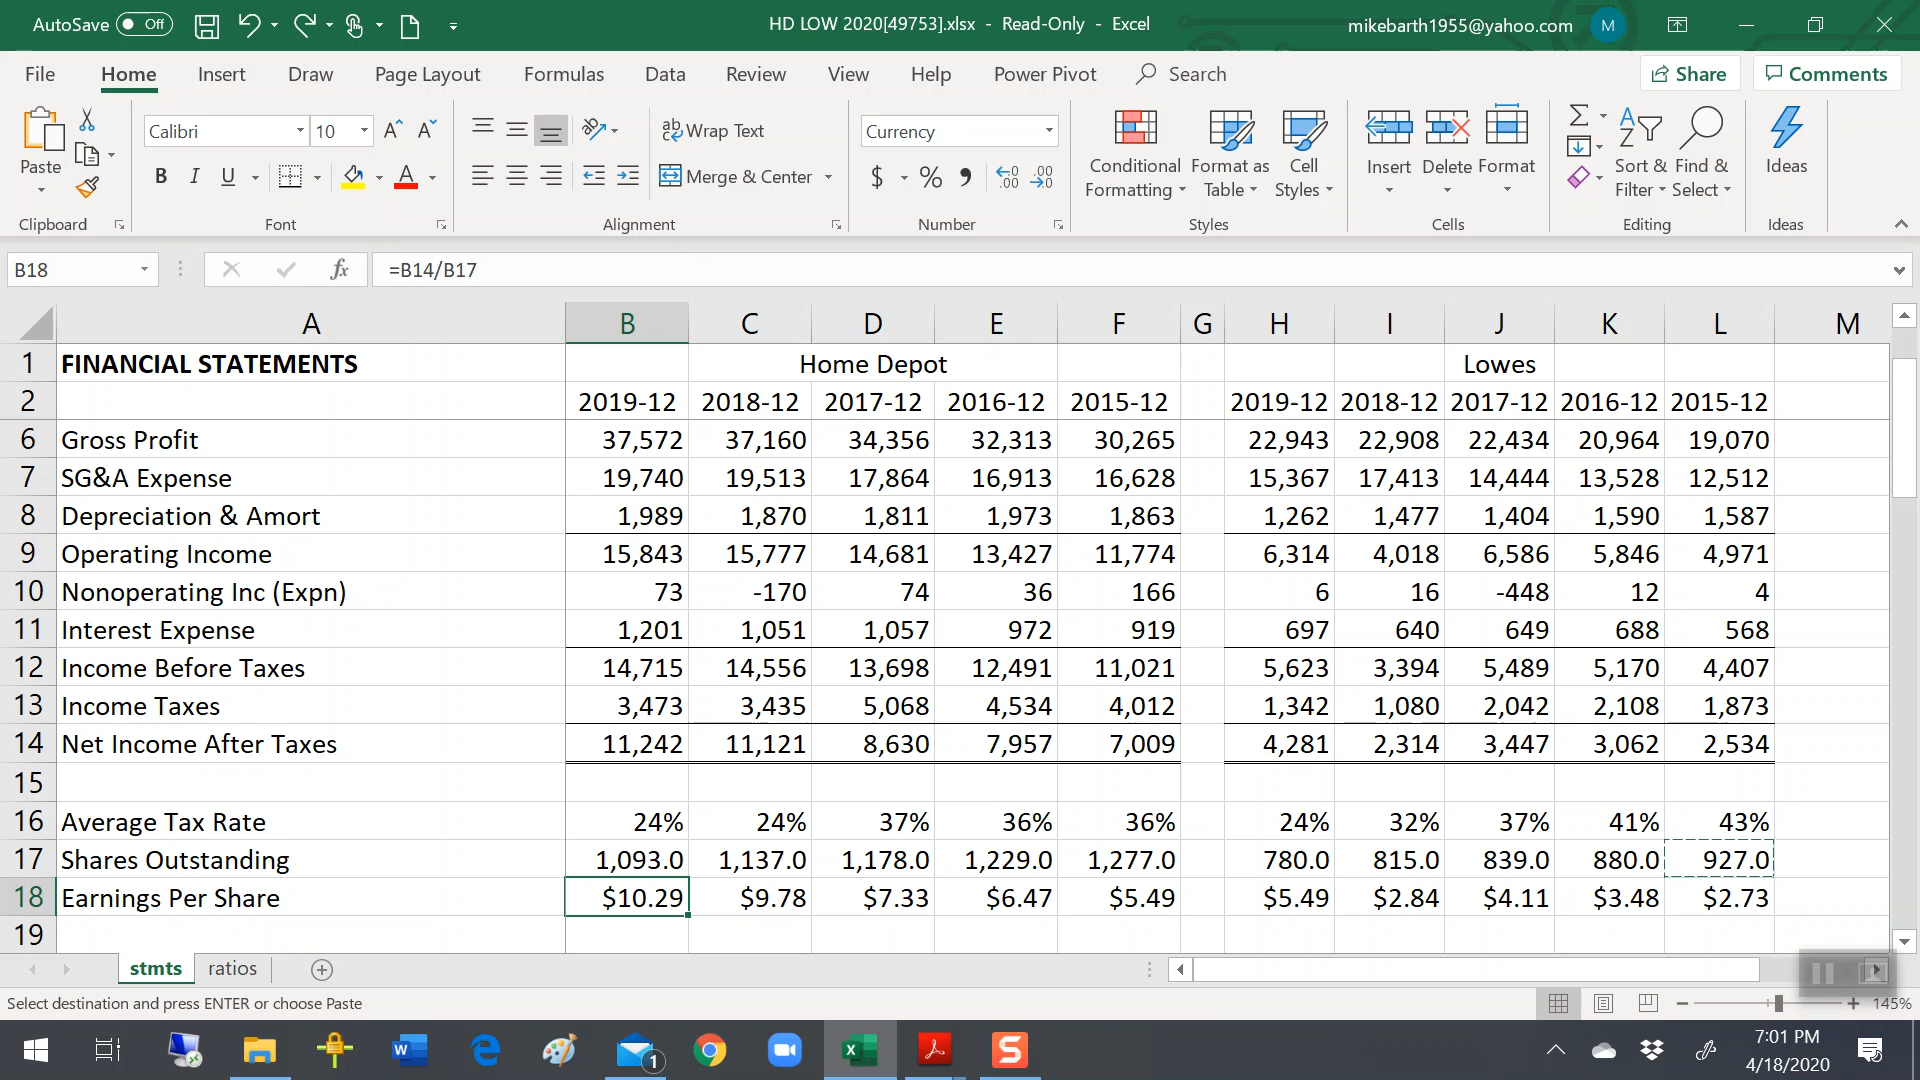 AutoSave Off HD LOW 2020[49753].xlsx - Read-Only - Excel mikebarth1955@yahoo.com M
File Home Insert Draw Page Layout Formulas Data Review View Help Power Pivot Search Share Comments
Paste Calibri 10 A A ab Wrap Text Currency Conditional Formatting Format as Table Cell Styles Insert Delete Format Sort & Filter Find & Select Ideas
B I U A Merge & Center $ % 9 .00 .00
Clipboard Font Alignment Number Styles Cells Editing Ideas
B18 fx =B14/B17
A B C D E F G H I J K L M
1 FINANCIAL STATEMENTS Home Depot Lowes
2 2019-12 2018-12 2017-12 2016-12 2015-12 2019-12 2018-12 2017-12 2016-12 2015-12
6 Gross Profit 37,572 37,160 34,356 32,313 30,265 22,943 22,908 22,434 20,964 19,070
7 SG&A Expense 19,740 19,513 17,864 16,913 16,628 15,367 17,413 14,444 13,528 12,512
8 Depreciation & Amort 1,989 1,870 1,811 1,973 1,863 1,262 1,477 1,404 1,590 1,587
9 Operating Income 15,843 15,777 14,681 13,427 11,774 6,314 4,018 6,586 5,846 4,971
10 Nonoperating Inc (Expn) 73 -170 74 36 166 6 16 -448 12 4
11 Interest Expense 1,201 1,051 1,057 972 919 697 640 649 688 568
12 Income Before Taxes 14,715 14,556 13,698 12,491 11,021 5,623 3,394 5,489 5,170 4,407
13 Income Taxes 3,473 3,435 5,068 4,534 4,012 1,342 1,080 2,042 2,108 1,873
14 Net Income After Taxes 11,242 11,121 8,630 7,957 7,009 4,281 2,314 3,447 3,062 2,534
15
16 Average Tax Rate 24% 24% 37% 36% 36% 24% 32% 37% 41% 43%
17 Shares Outstanding 1,093.0 1,137.0 1,178.0 1,229.0 1,277.0 780.0 815.0 839.0 880.0 927.0
18 Earnings Per Share $10.29 $9.78 $7.33 $6.47 $5.49 $5.49 $2.84 $4.11 $3.48 $2.73
19
stmts ratios
Select destination and press ENTER or choose Paste 145%
7:01 PM
4/18/2020